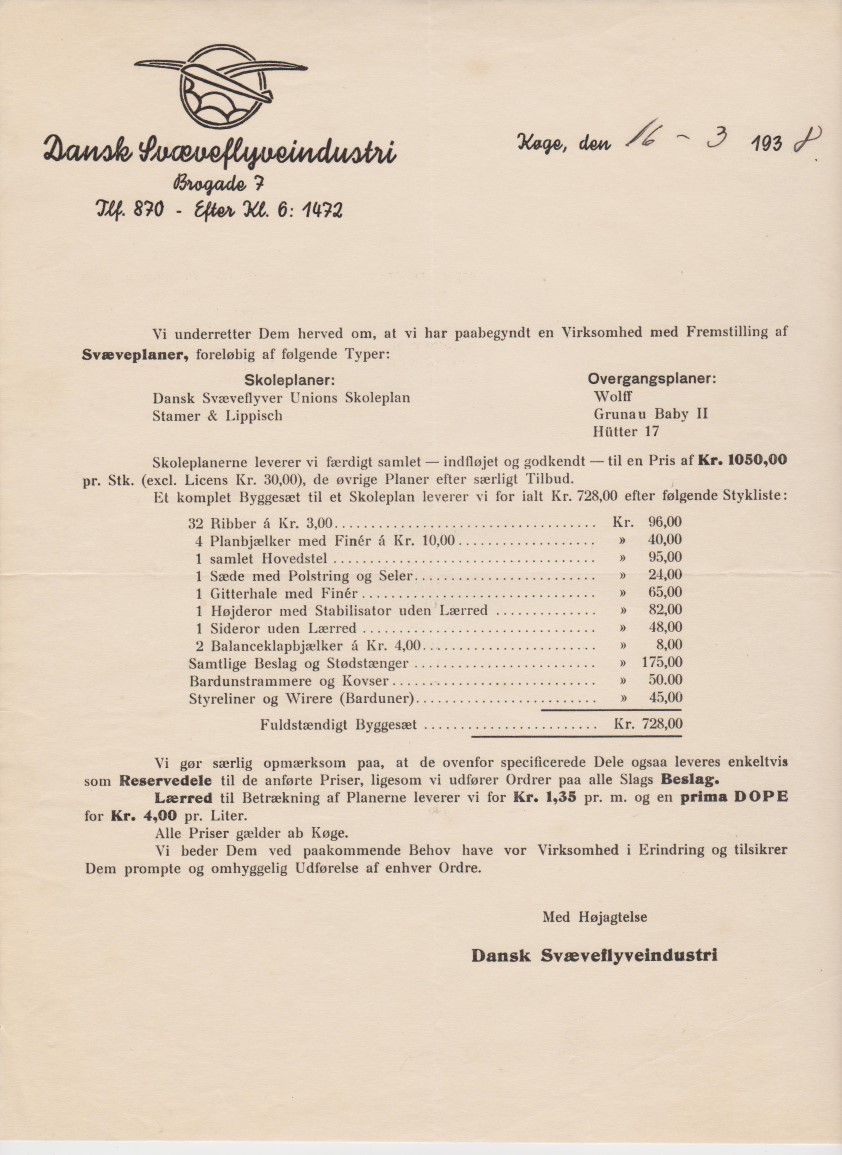 Dansk Svæveflyveindustri
Brogade 7
Tlf. 870 - Efter Kl. 6: 1472
Køge, den 16 - 3 1938.
Vi underretter Dem herved om, at vi har paabegyndt en Virksomhed med Fremstilling af
Svæveplaner, foreløbig af følgende Typer:
Skoleplaner:
Dansk Svæveflyver Unions Skoleplan
Stamer & Lippisch
Overgangsplaner:
Wolff
Grunau Baby II
Hütter 17
Skoleplanerne leverer vi færdigt samlet — indfløjet og godkendt — til en Pris af Kr. 1050,00
pr. Stk. (excl. Licens Kr. 30,00), de øvrige Planer efter særligt Tilbud.
Et komplet Byggesæt til et Skoleplan leverer vi for ialt Kr. 728,00 efter følgende Stykliste:
32 Ribber á Kr. 3,00 .................................... Kr. 96,00
4 Planbjælker med Finér á Kr. 10,00 ................... » 40,00
1 samlet Hovedstel .................................... » 95,00
1 Sæde med Polstring og Seler ......................... » 24,00
1 Gitterhale med Finér ................................ » 65,00
1 Højderor med Stabilisator uden Lærred .............. » 82,00
1 Sideror uden Lærred ................................ » 48,00
2 Balanceklapbjælker á Kr. 4,00 ........................ » 8,00
Samtlige Beslag og Stødstænger ......................... » 175,00
Bardunstrammere og Kovser ............................ » 50.00
Styreliner og Wirere (Barduner) ......................... » 45,00
Fuldstændigt Byggesæt ........................ Kr. 728,00
Vi gør særlig opmærksom paa, at de ovenfor specificerede Dele ogsaa leveres enkeltvis
som Reservedele til de anførte Priser, ligesom vi udfører Ordrer paa alle Slags Beslag.
Lærred til Betrækning af Planerne leverer vi for Kr. 1,35 pr. m. og en prima DOPE
for Kr. 4,00 pr. Liter.
Alle Priser gælder ab Køge.
Vi beder Dem ved paakommende Behov have vor Virksomhed i Erindring og tilsikrer
Dem prompte og omhyggelig Udførelse af enhver Ordre.
Med Højagtelse
Dansk Svæveflyveindustri